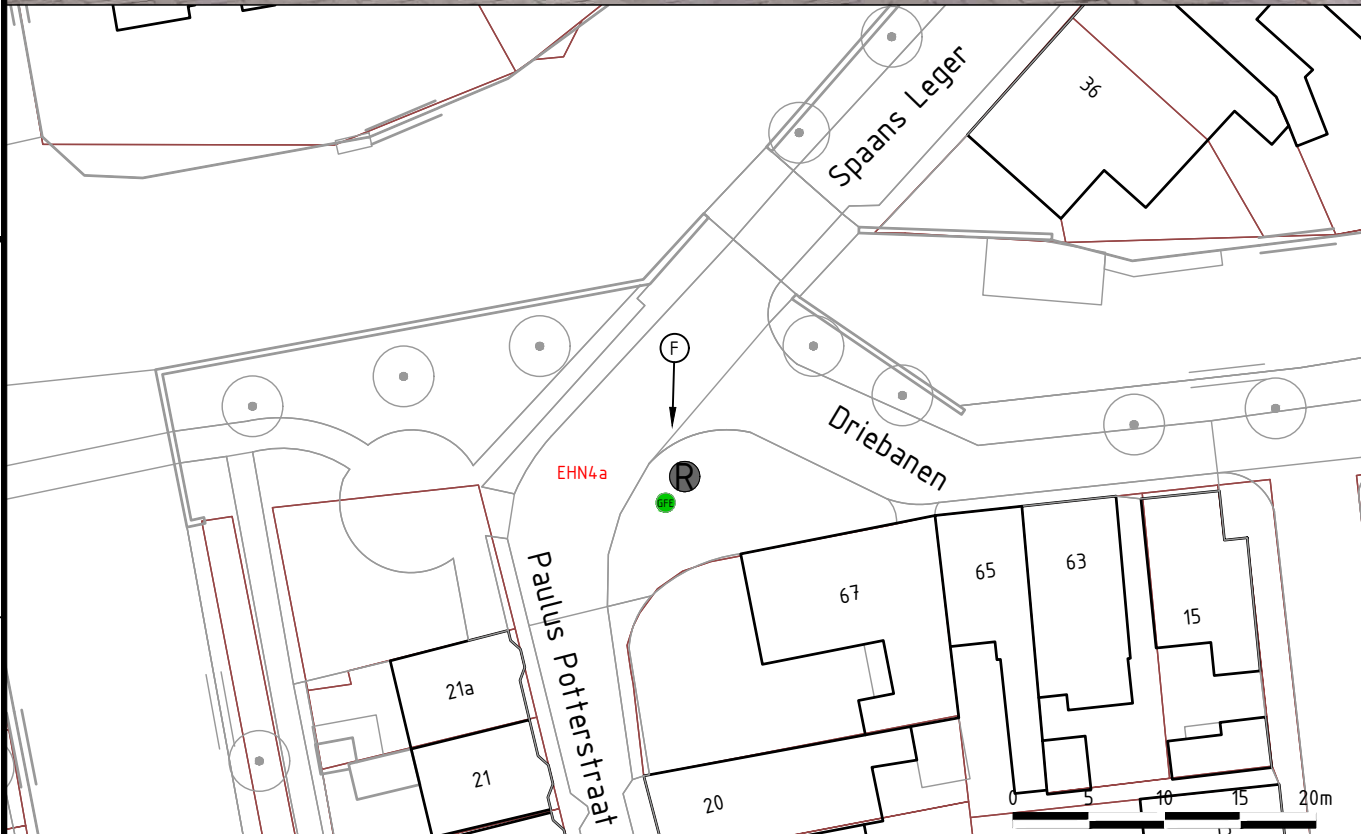 Spaans Leger
36
F
Driebanen
EHN4a
R
GFE
Paulus Potterstraat
67
65
63
15
21a
21
20
0 5 10 15 20m